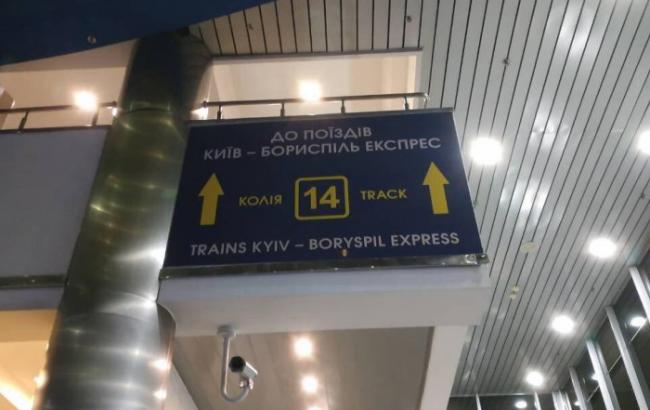 ДО ПОЇЗДІВ
КИЇВ – БОРИСПІЛЬ ЕКСПРЕС
КОЛІЯ 14 TRACK
TRAINS KYIV – BORYSPIL EXPRESS